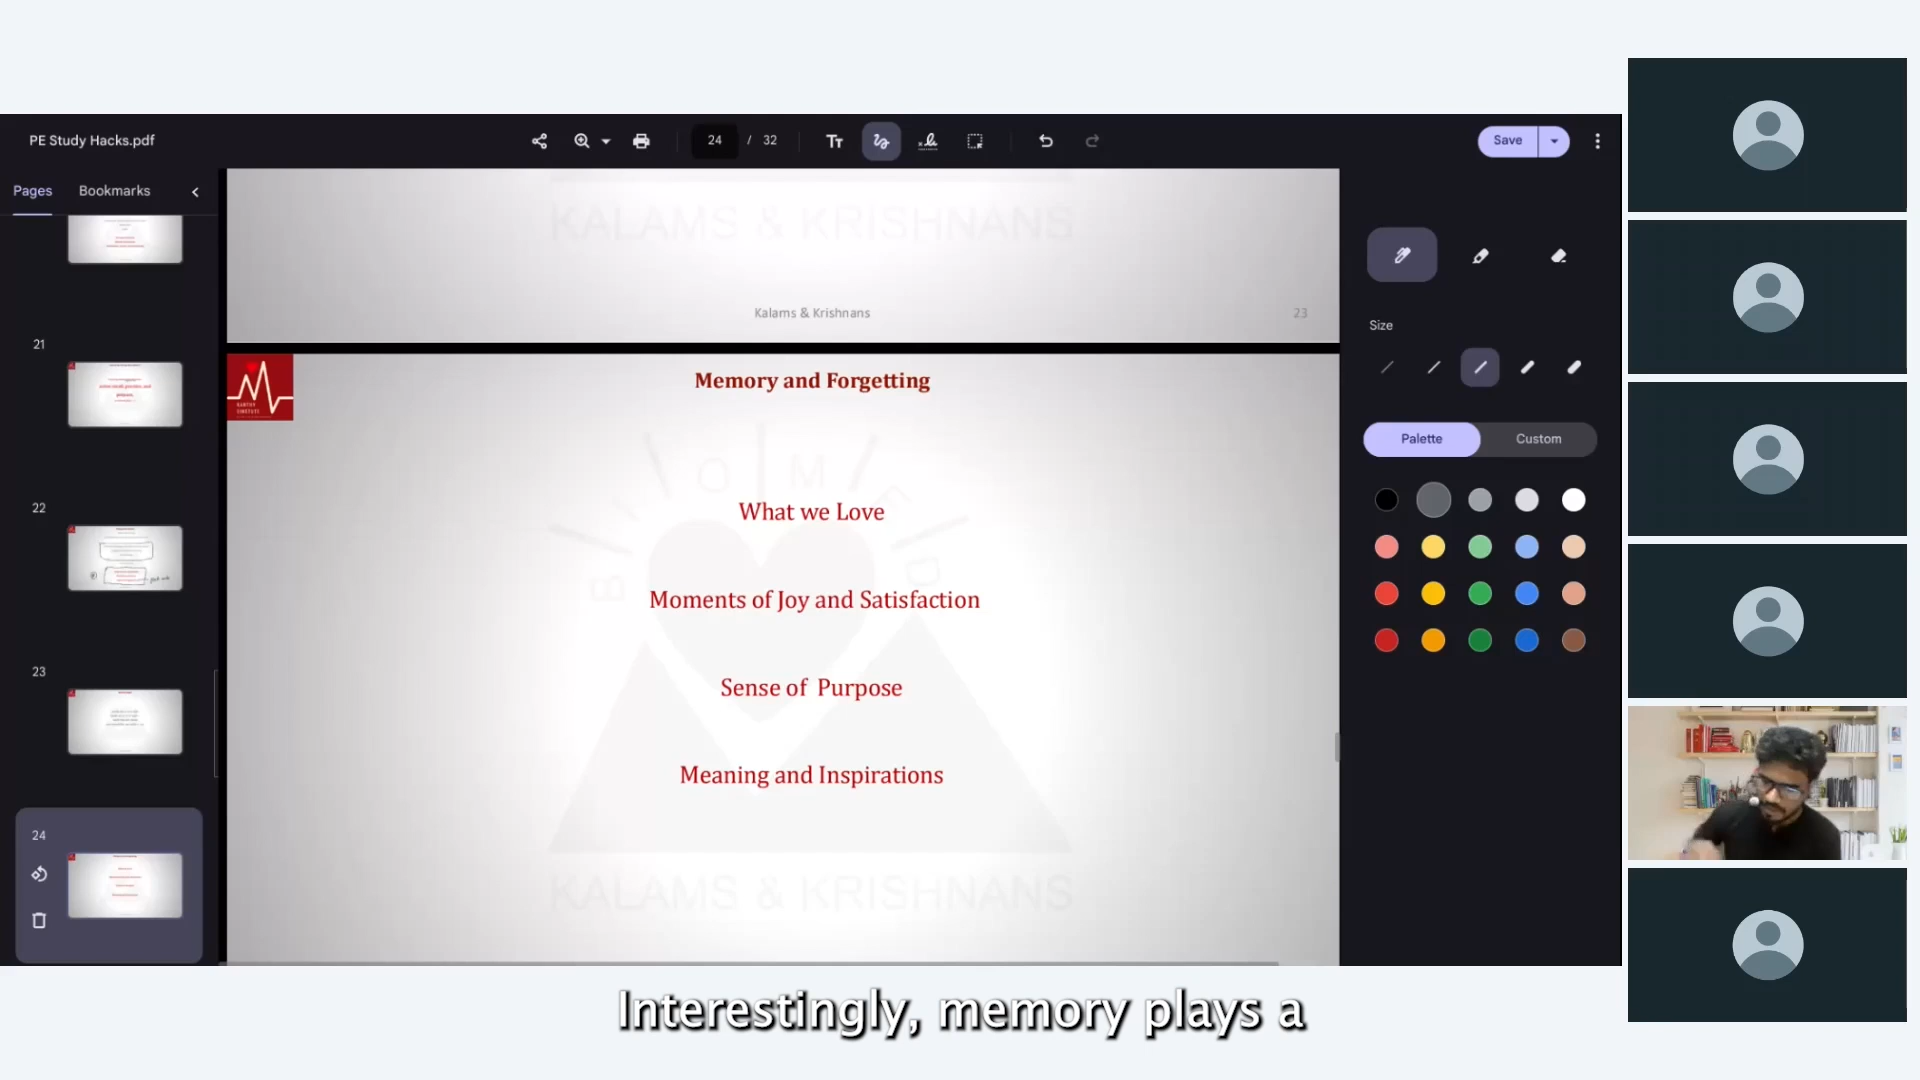 PE Study Hacks.pdf
24 / 32
Save
Pages Bookmarks
21
22
23
24
KALAMS & KRISHNANS
Kalams & Krishnans
23
Memory and Forgetting
What we Love
Moments of Joy and Satisfaction
Sense of Purpose
Meaning and Inspirations
BIOMED
KALAMS & KRISHNANS
Size
Palette Custom
Interestingly, memory plays a